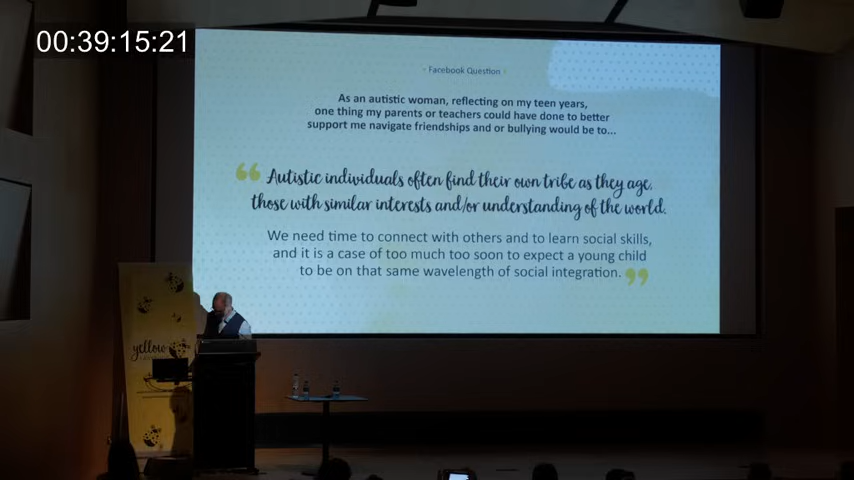 00:39:15:21
- Facebook Question -
As an autistic woman, reflecting on my teen years,
one thing my parents or teachers could have done to better
support me navigate friendships and or bullying would be to...
“ Autistic individuals often find their own tribe as they age,
those with similar interests and/or understanding of the world.
We need time to connect with others and to learn social skills,
and it is a case of too much too soon to expect a young child
to be on that same wavelength of social integration. ”
yellow